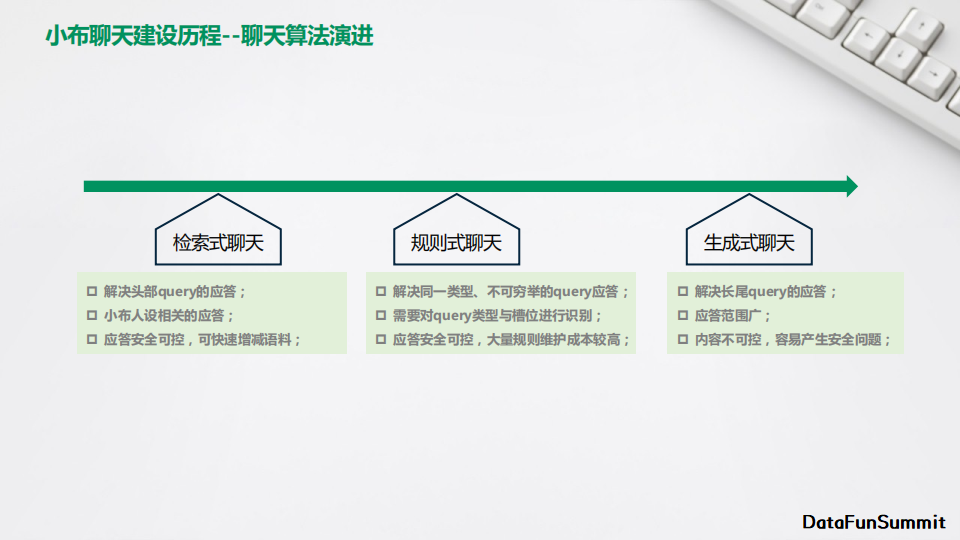 小布聊天建设历程--聊天算法演进
检索式聊天
解决头部query的应答；
小布人设相关的应答；
应答安全可控，可快速增减语料；
规则式聊天
解决同一类型、不可穷举的query应答；
需要对query类型与槽位进行识别；
应答安全可控，大量规则维护成本较高；
生成式聊天
解决长尾query的应答；
应答范围广；
内容不可控，容易产生安全问题；
DataFunSummit